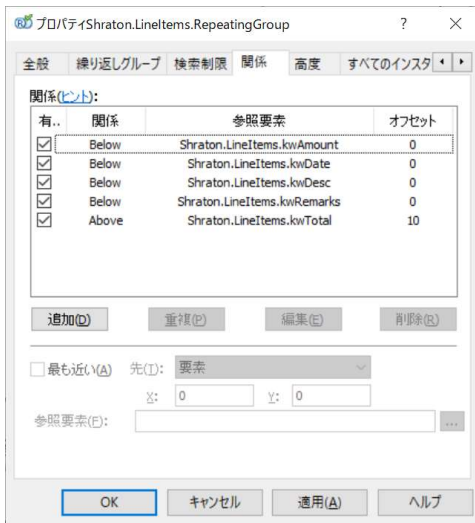 プロパティShraton.LineItems.RepeatingGroup ? ×
全般 繰り返しグループ 検索制限 関係 高度 すべてのインスタ
関係(ヒント):
有.. 関係 参照要素 オフセット
Below Shraton.LineItems.kwAmount 0
Below Shraton.LineItems.kwDate 0
Below Shraton.LineItems.kwDesc 0
Below Shraton.LineItems.kwRemarks 0
Above Shraton.LineItems.kwTotal 10
追加(D) 重複(P) 編集(E) 削除(R)
最も近い(A) 先(T): 要素
X: 0 Y: 0
参照要素(F): ...
OK キャンセル 適用(A) ヘルプ